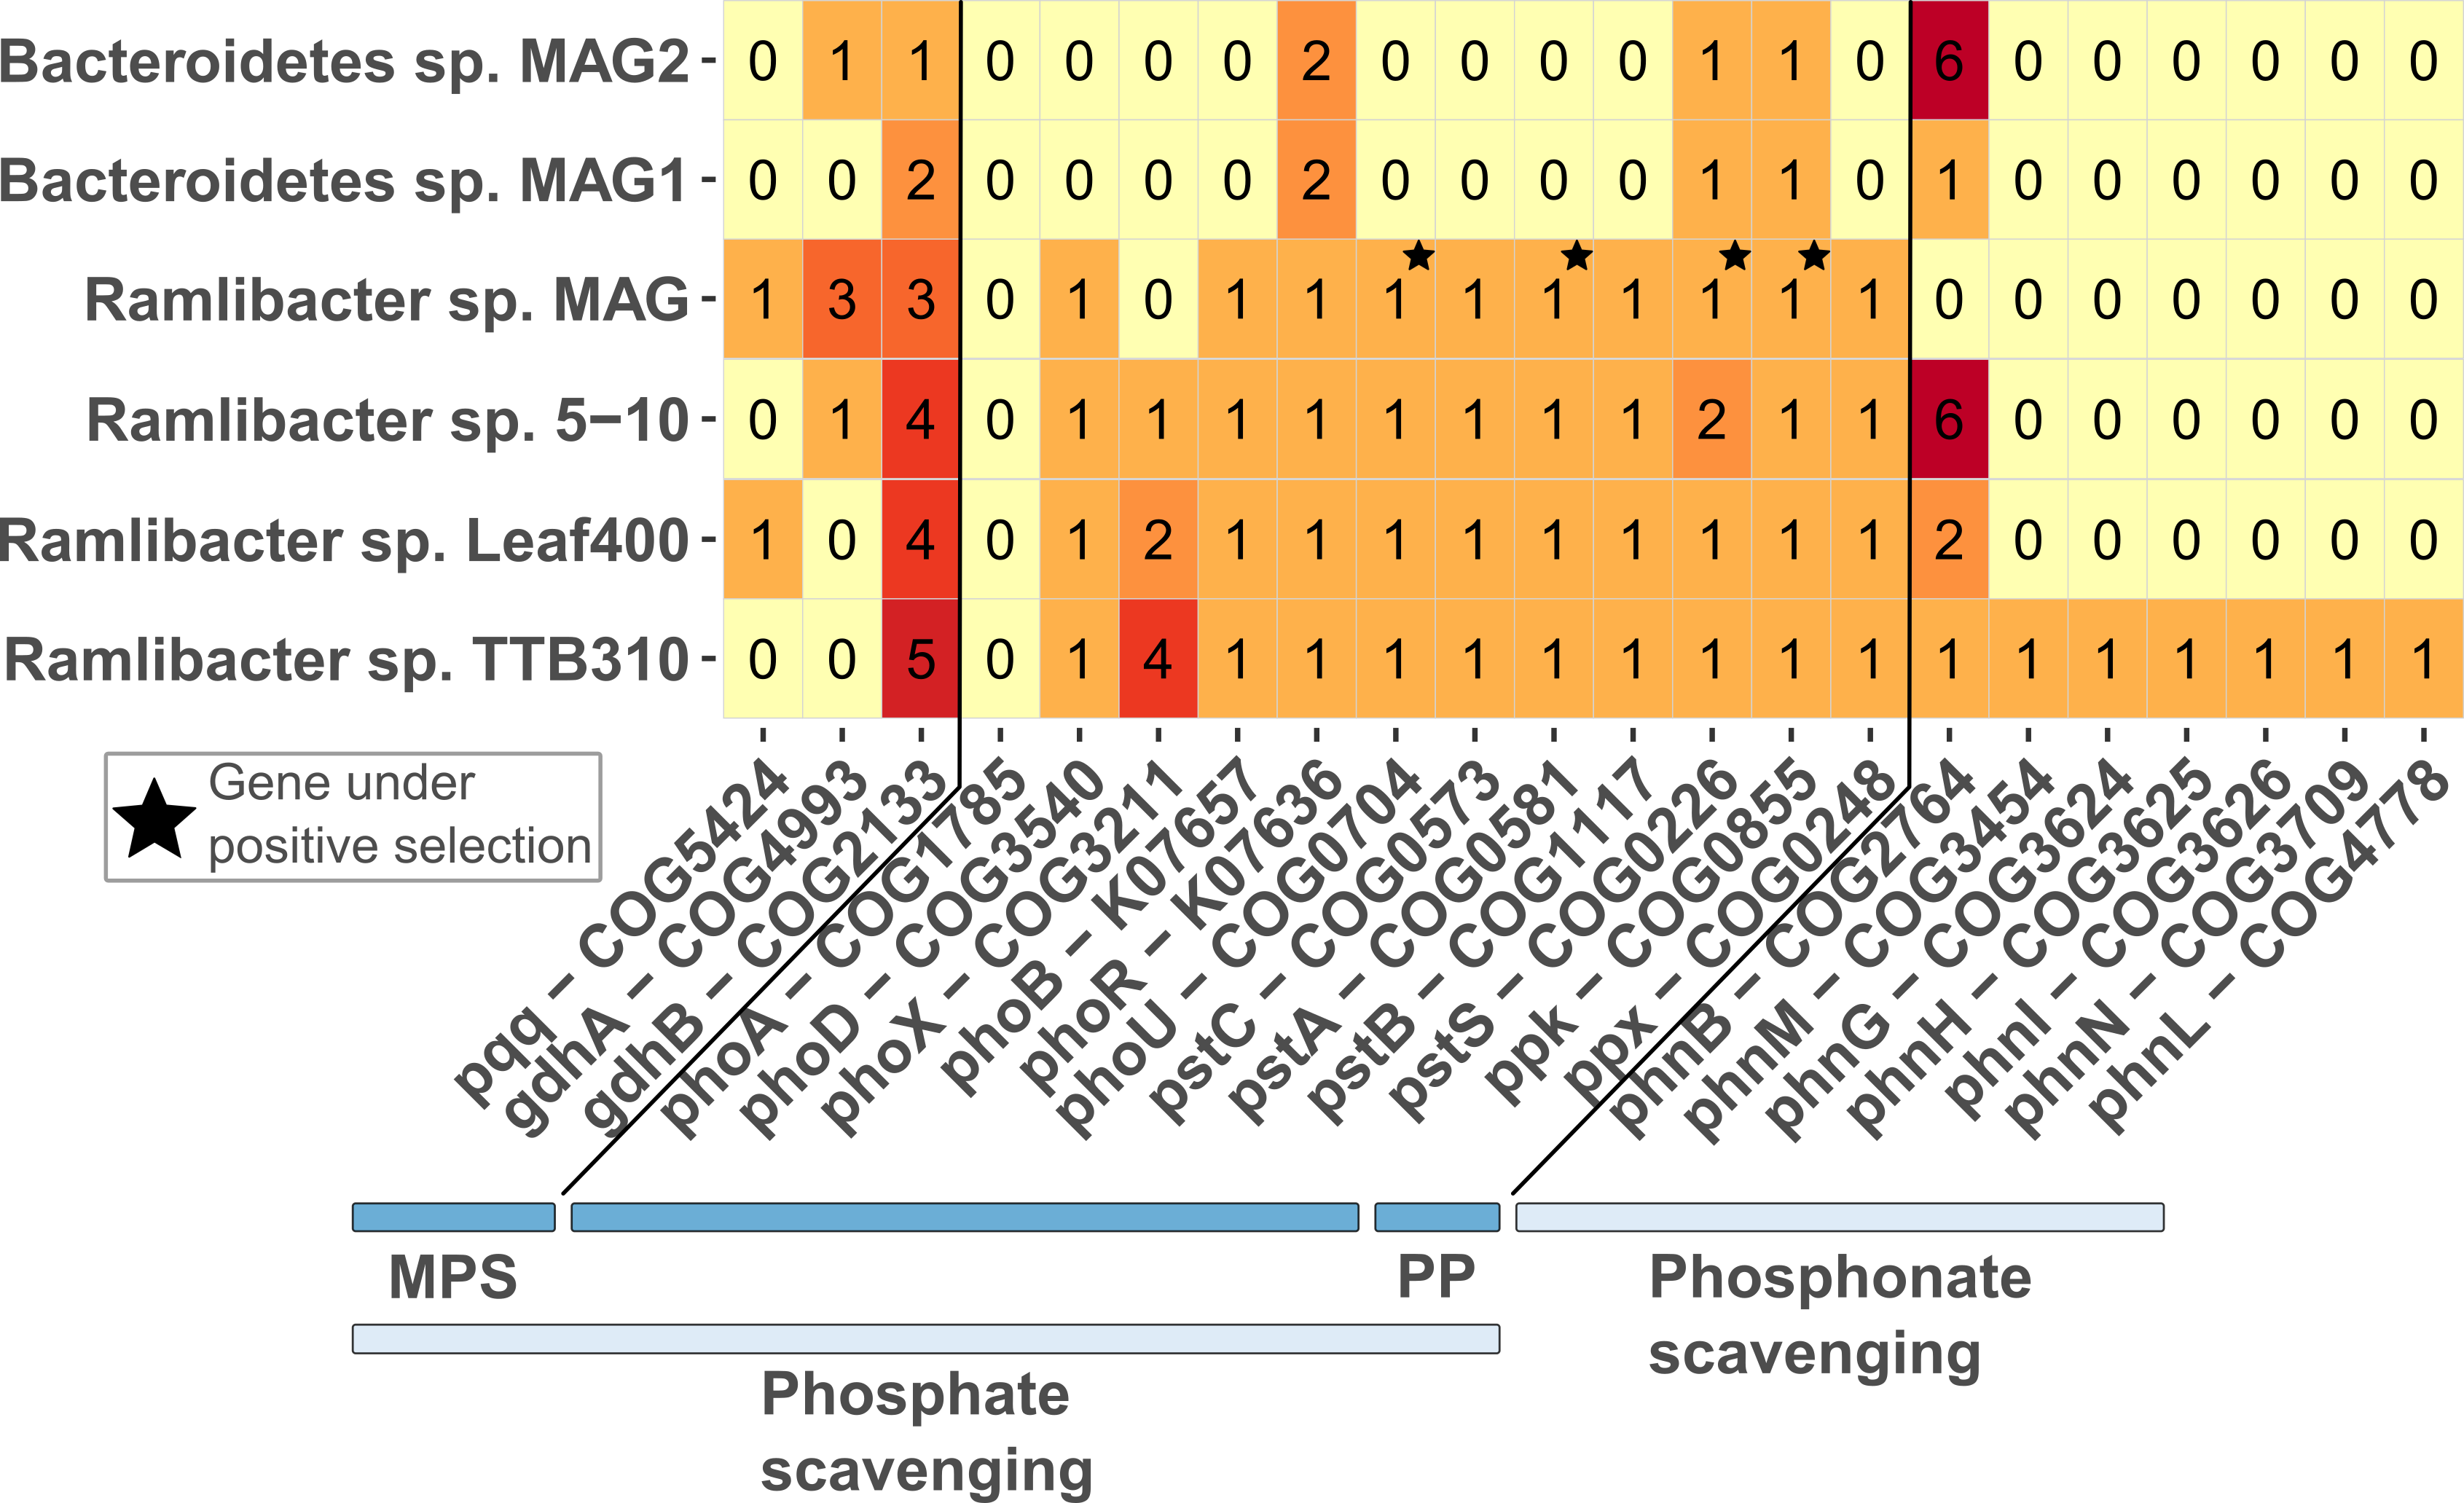 Bacteroidetes sp. MAG2 0 1 1 0 0 0 0 2 0 0 0 0 1 1 0 6 0 0 0 0 0 0
Bacteroidetes sp. MAG1 0 0 2 0 0 0 0 2 0 0 0 0 1 1 0 1 0 0 0 0 0 0
Ramlibacter sp. MAG 1 3 3 0 1 0 1 1 1 1 1 1 1 1 1 0 0 0 0 0 0 0
Ramlibacter sp. 5–10 0 1 4 0 1 1 1 1 1 1 1 1 2 1 1 6 0 0 0 0 0 0
Ramlibacter sp. Leaf400 1 0 4 0 1 2 1 1 1 1 1 1 1 1 1 2 0 0 0 0 0 0
Ramlibacter sp. TTB310 0 0 5 0 1 4 1 1 1 1 1 1 1 1 1 1 1 1 1 1 1 1
Gene under
positive selection
pqq – COG5424
gdhA – COG4993
gdhB – COG2133
phoA – COG1785
phoD – COG3540
phoX – COG3211
phoB – K07657
phoR – K07636
phoU – COG0704
pstC – COG0573
pstA – COG0581
pstB – COG1117
pstS – COG0226
ppk – COG0855
ppx – COG0248
phnB – COG2764
phnM – COG3454
phnG – COG3624
phnH – COG3625
phnI – COG3626
phnN – COG3709
phnL – COG4778
MPS
PP
Phosphonate
scavenging
Phosphate
scavenging